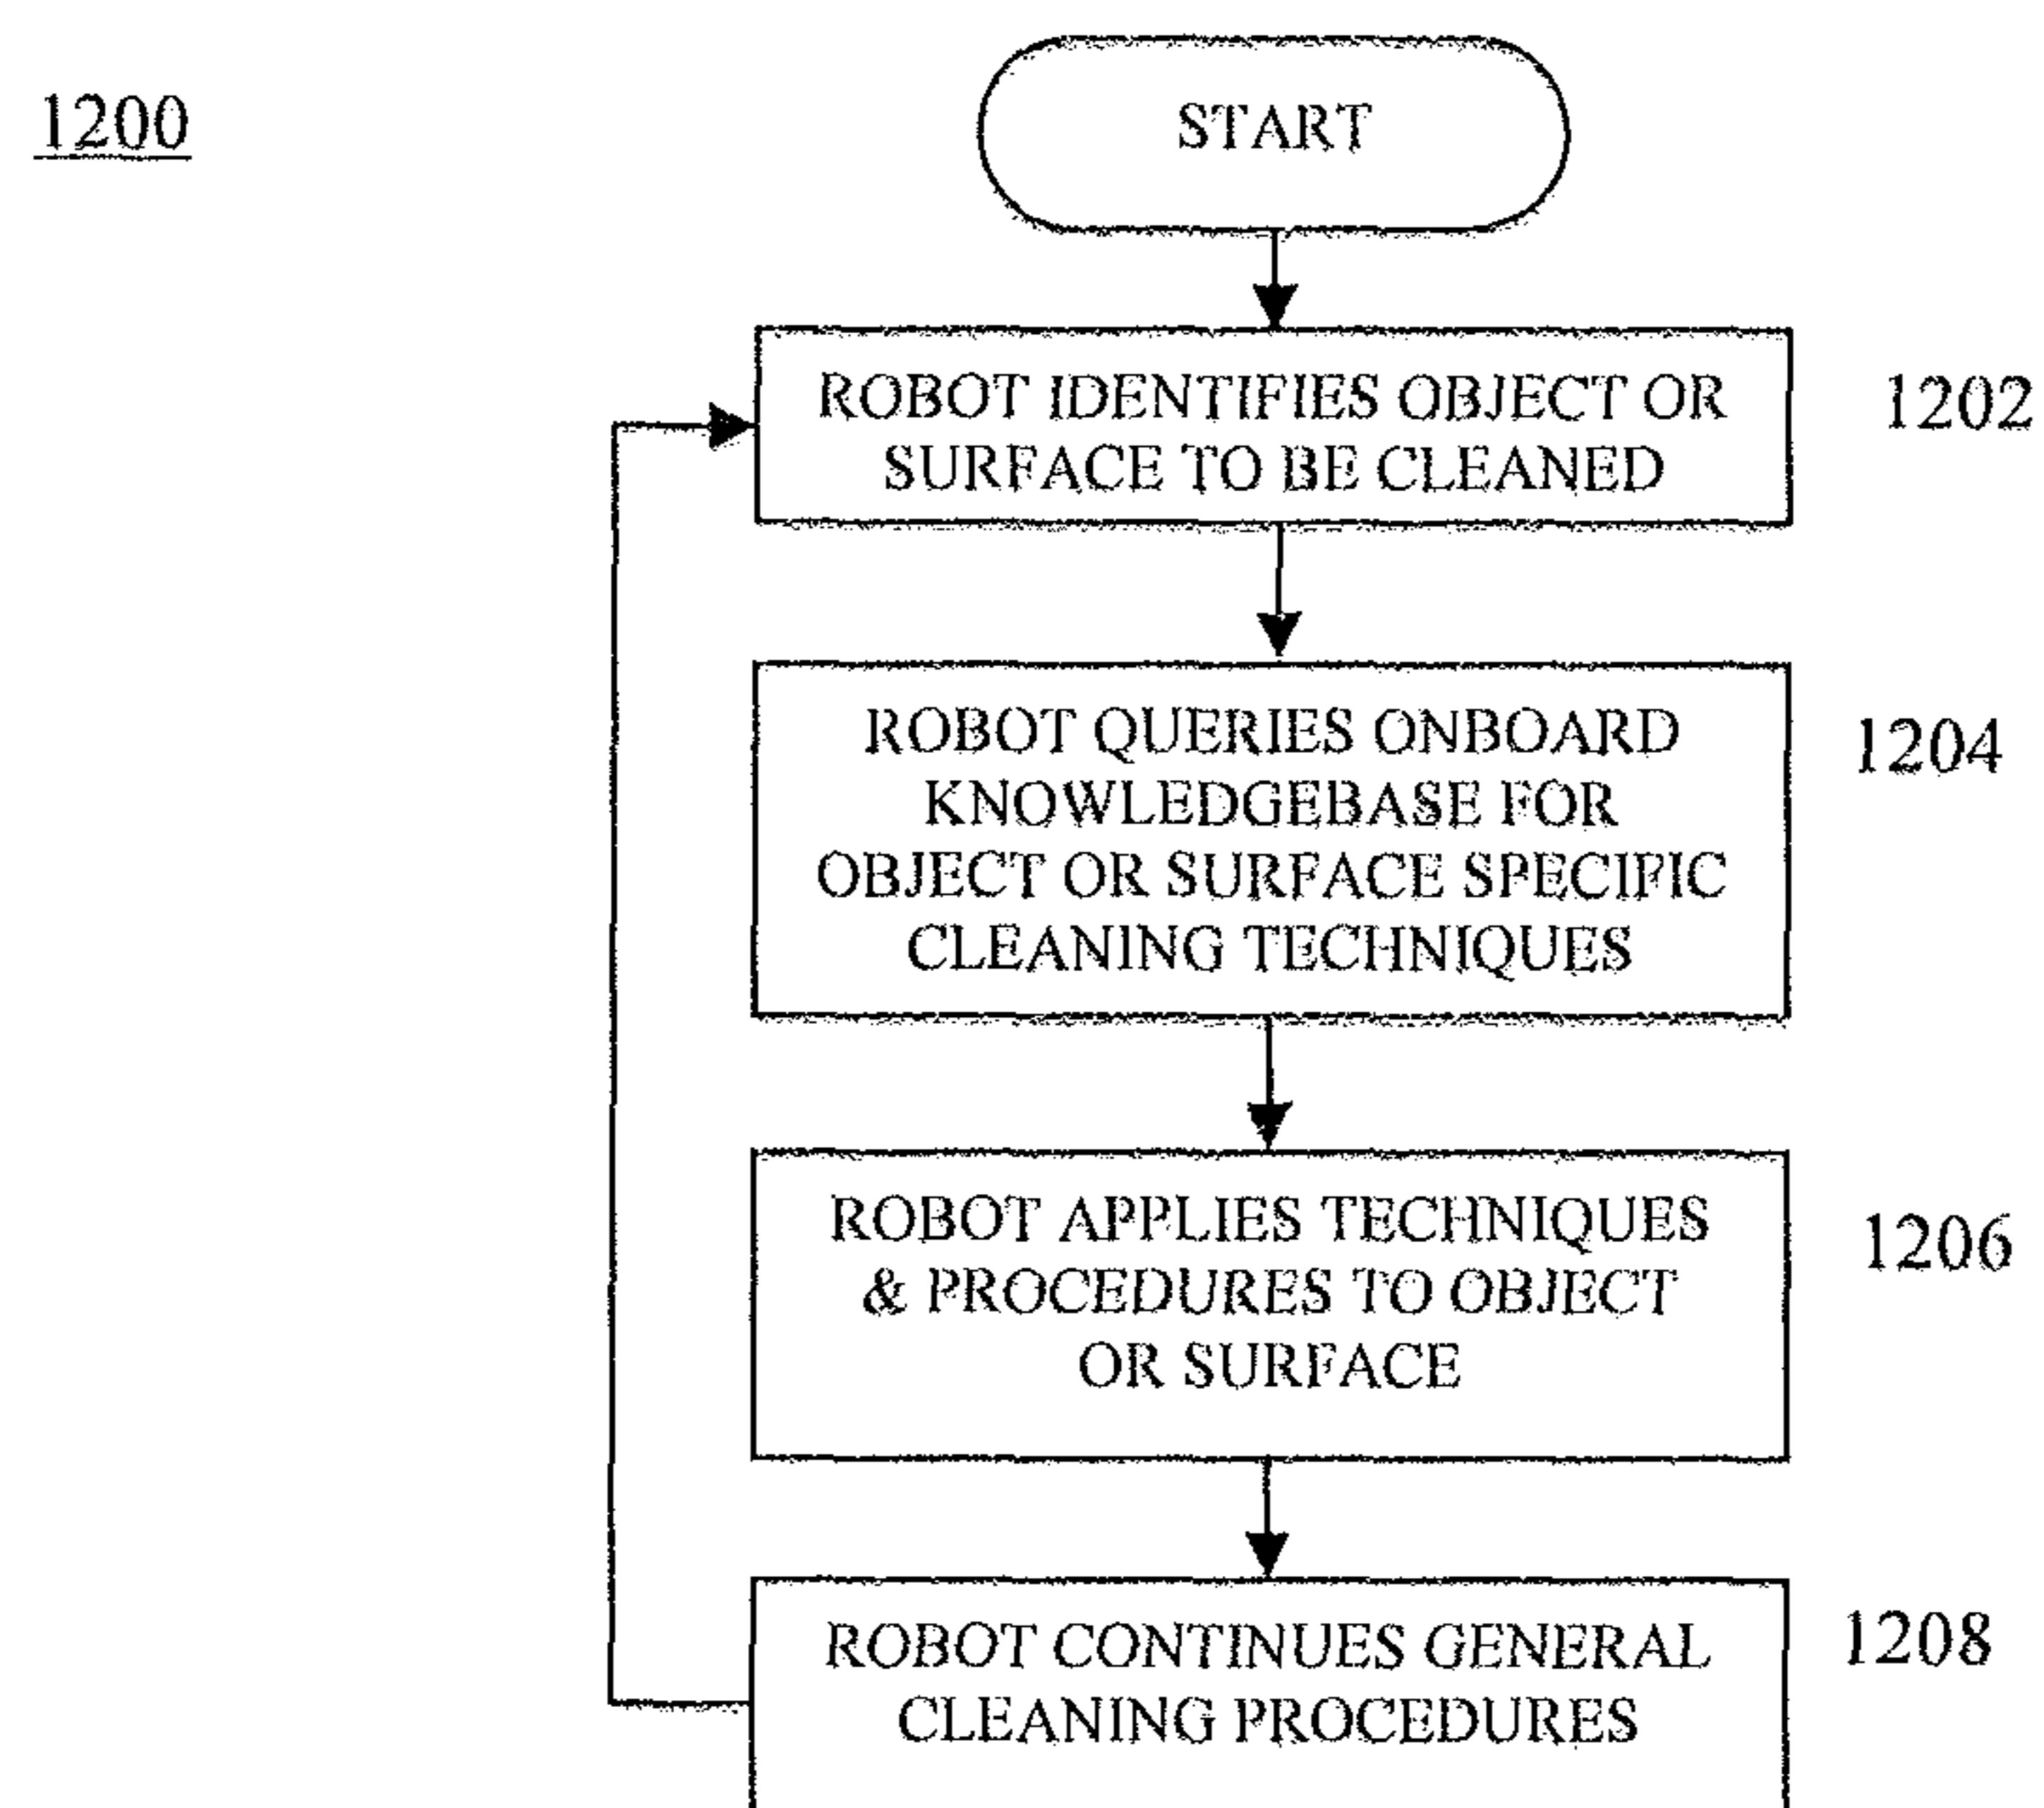 1200
START
ROBOT IDENTIFIES OBJECT OR
SURFACE TO BE CLEANED
1202
ROBOT QUERIES ONBOARD
KNOWLEDGEBASE FOR
OBJECT OR SURFACE SPECIFIC
CLEANING TECHNIQUES
1204
ROBOT APPLIES TECHNIQUES
& PROCEDURES TO OBJECT
OR SURFACE
1206
ROBOT CONTINUES GENERAL
CLEANING PROCEDURES
1208